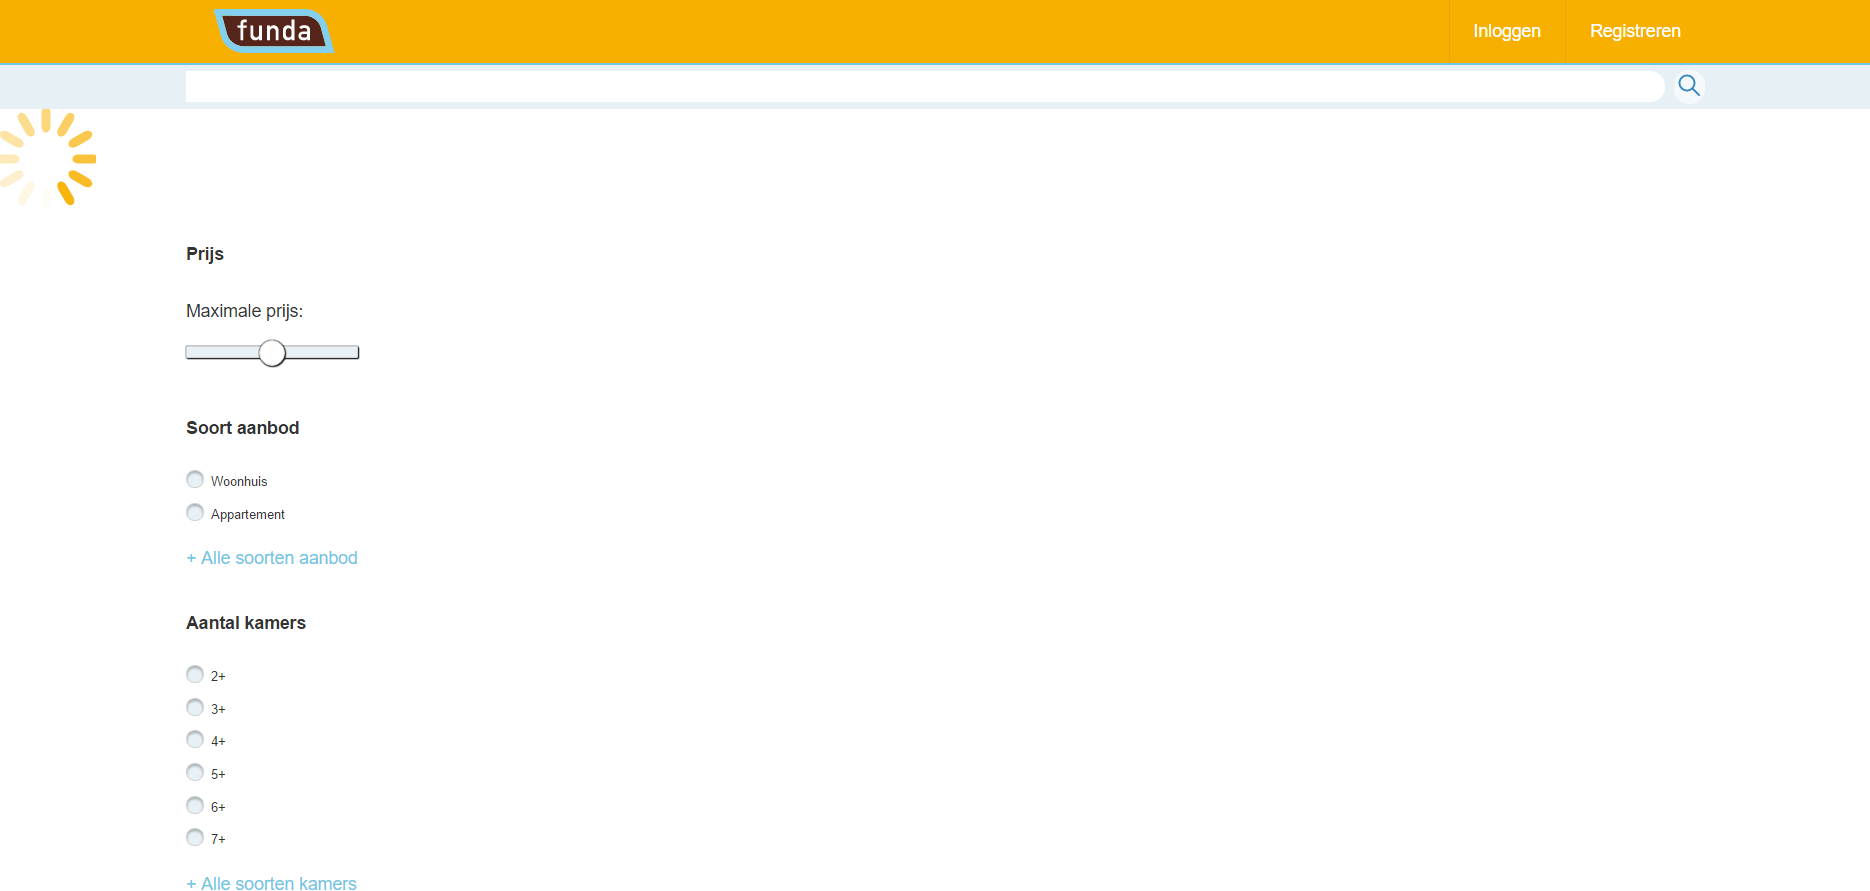 funda
Inloggen
Registreren
Prijs
Maximale prijs:
Soort aanbod
Woonhuis
Appartement
+ Alle soorten aanbod
Aantal kamers
2+
3+
4+
5+
6+
7+
+ Alle soorten kamers